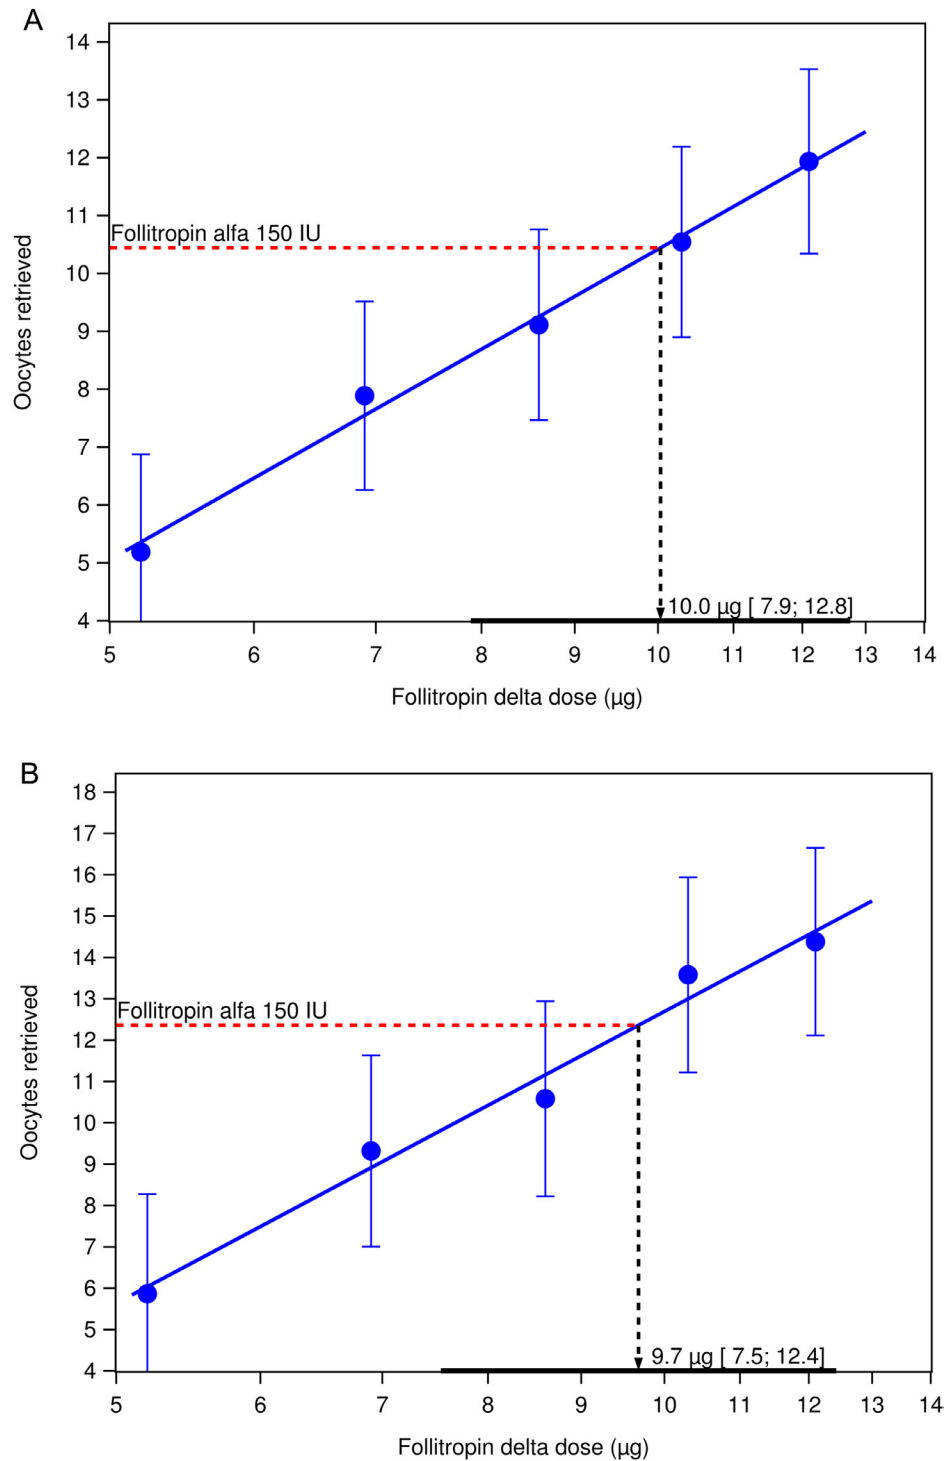 A
14
13
12
11
10
9
8
7
6
5
4
Oocytes retrieved
Follitropin alfa 150 IU
10.0 µg [ 7.9; 12.8]
5 6 7 8 9 10 11 12 13 14
Follitropin delta dose (µg)
B
18
17
16
15
14
13
12
11
10
9
8
7
6
5
4
Oocytes retrieved
Follitropin alfa 150 IU
9.7 µg [ 7.5; 12.4]
5 6 7 8 9 10 11 12 13 14
Follitropin delta dose (µg)